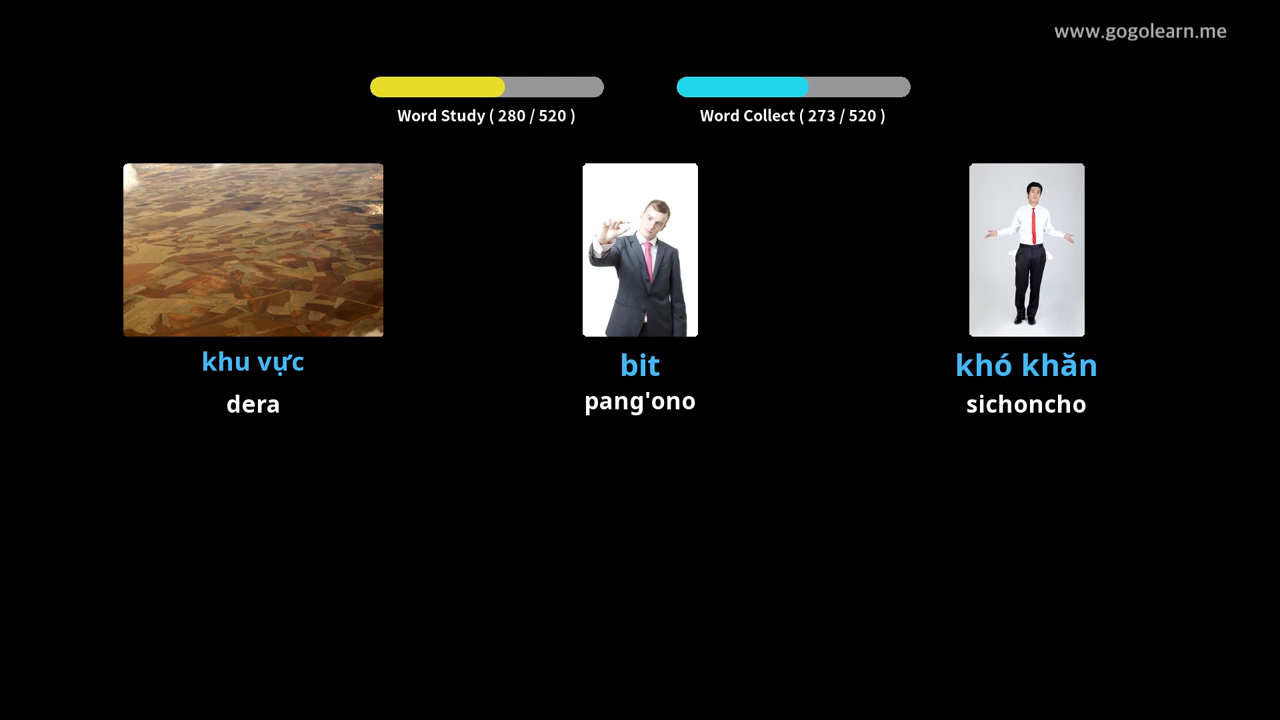 www.gogolearn.me
Word Study ( 280 / 520 )
Word Collect ( 273 / 520 )
khu vực
bit
khó khăn
dera
pang'ono
sichoncho